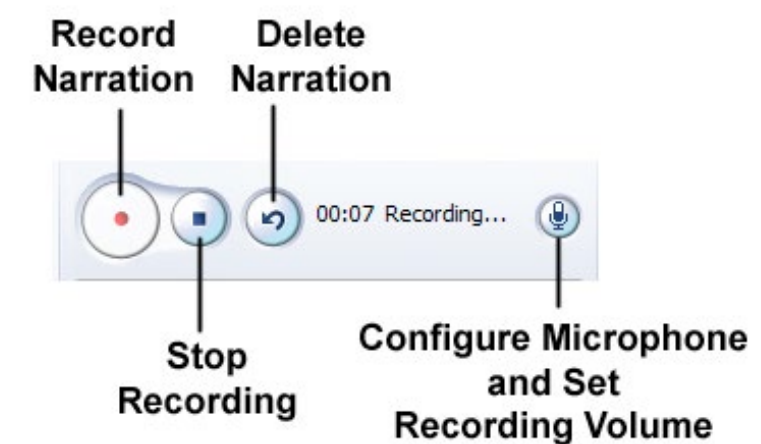 Record
Narration
Delete
Narration
00:07 Recording...
Stop
Recording
Configure Microphone
and Set
Recording Volume